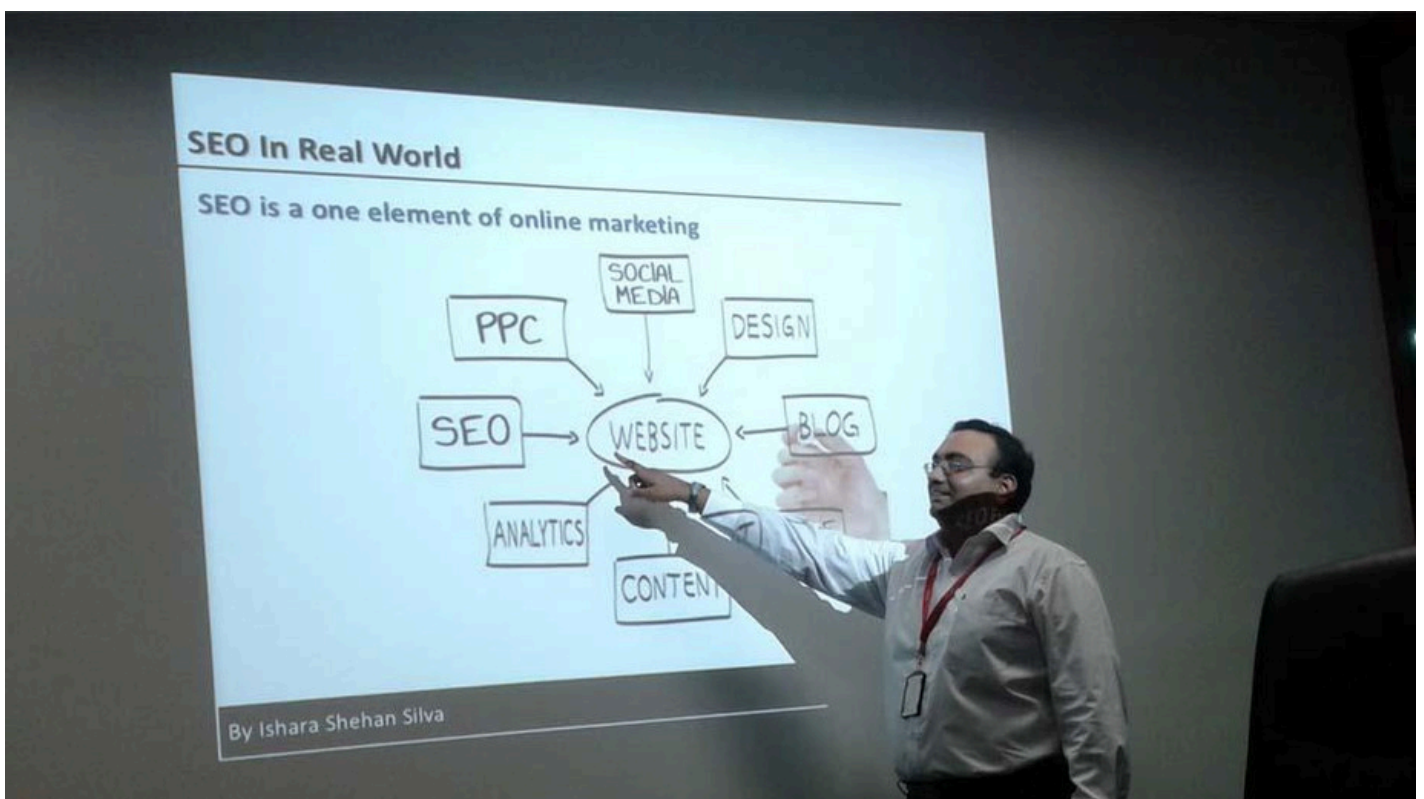 SEO In Real World
SEO is a one element of online marketing
SOCIAL
MEDIA
PPC
DESIGN
SEO
WEBSITE
BLOG
ANALYTICS
CONTENT
By Ishara Shehan Silva